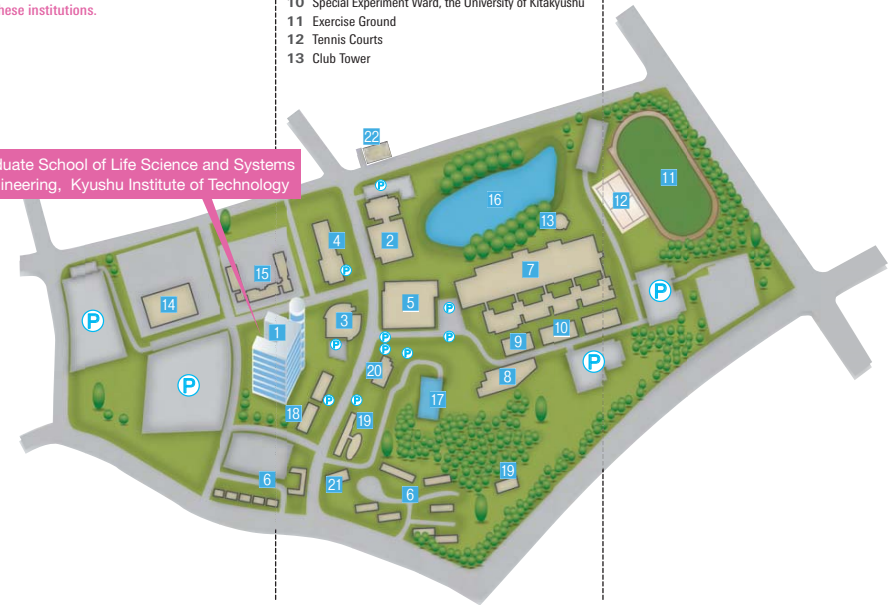 hese institutions.
10 Special Experiment Ward, the University of Kitakyushu
11 Exercise Ground
12 Tennis Courts
13 Club Tower
duate School of Life Science and Systems
ineering, Kyushu Institute of Technology
22
P
11
16
12
13
4
2
7
15
P
P
14
P
5
P
P
1
3
10
P
P
P
9
P
P
20
8
P
17
18
P
P
19
6
21
6
19